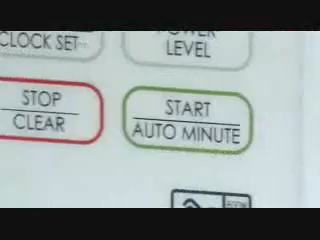 CLOCK SET
POWER
LEVEL
STOP
CLEAR
START
AUTO MINUTE